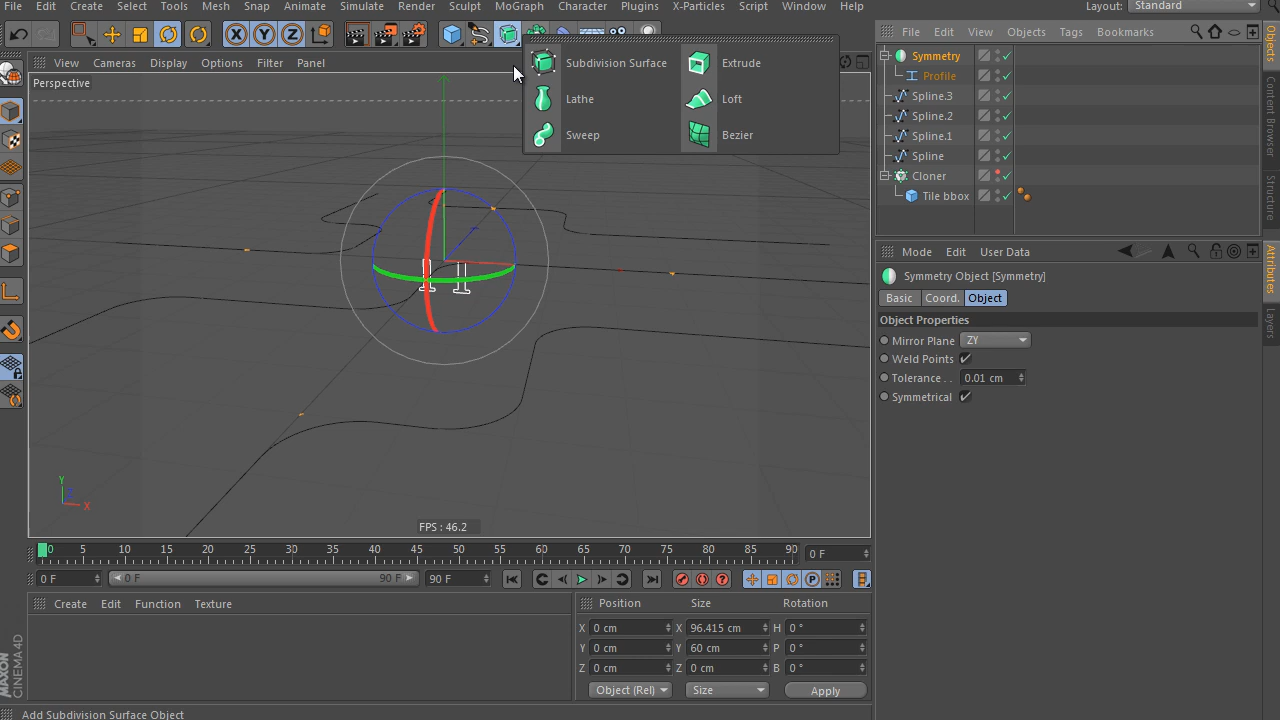 File Edit Create Select Tools Mesh Snap Animate Simulate Render Sculpt MoGraph Character Plugins X-Particles Script Window Help Layout: Standard
X Y Z
View Cameras Display Options Filter Panel
Perspective
Subdivision Surface Extrude
Lathe Loft
Sweep Bezier
File Edit View Objects Tags Bookmarks
Symmetry
Profile
Spline.3
Spline.2
Spline.1
Spline
Cloner
Tile bbox
Objects
Content Browser
Structure
Mode Edit User Data
Symmetry Object [Symmetry]
Basic Coord. Object
Object Properties
Mirror Plane ZY
Weld Points
Tolerance . . 0.01 cm
Symmetrical
Attributes
Layers
Y
Z
X
FPS : 46.2
0 5 10 15 20 25 30 35 40 45 50 55 60 65 70 75 80 85 90 0 F
0 F 0 F 90 F 90 F
P
Create Edit Function Texture
Position Size Rotation
X 0 cm X 96.415 cm H 0 °
Y 0 cm Y 60 cm P 0 °
Z 0 cm Z 0 cm B 0 °
Object (Rel) Size Apply
MAXON
CINEMA 4D
Add Subdivision Surface Object